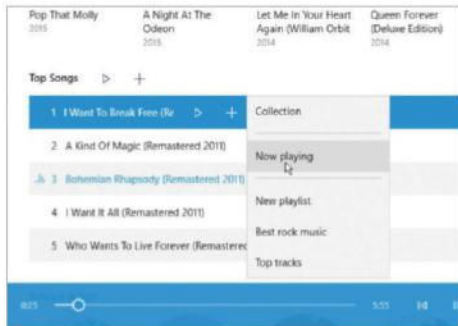 Pop That Molly
2015
A Night At The
Odeon
2015
Let Me In Your Heart
Again (William Orbit
2014
Queen Forever
(Deluxe Edition)
2014
Top Songs
1 I Want To Break Free (Re
2 A Kind Of Magic (Remastered 2011)
3 Bohemian Rhapsody (Remastered 2011)
4 I Want It All (Remastered 2011)
5 Who Wants To Live Forever (Remastered
Collection
Now playing
New playlist
Best rock music
Top tracks
0:25
5:55